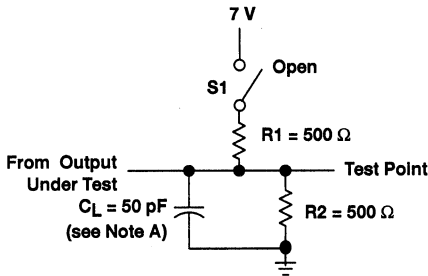 7 V
Open
S1
R1 = 500 Ω
From Output
Under Test
Test Point
CL = 50 pF
(see Note A)
R2 = 500 Ω